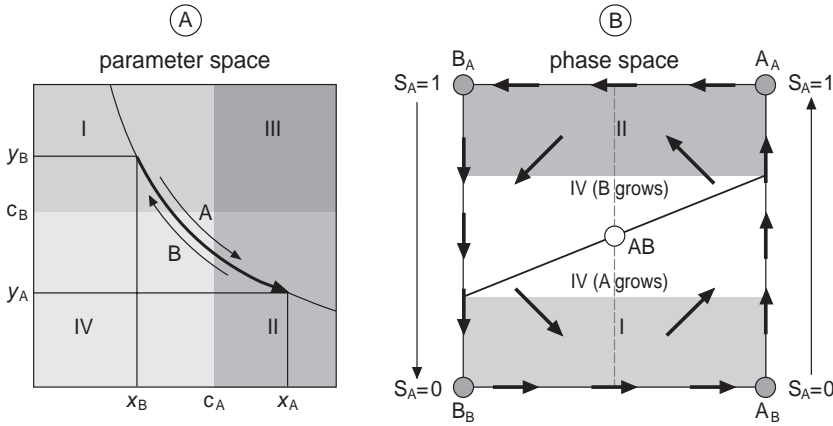 A
parameter space
I
III
y_B
c_B
A
B
y_A
IV
II
x_B c_A x_A
B
B_A phase space A_A
S_A=1
S_A=1
II
IV (B grows)
AB
IV (A grows)
I
S_A=0
S_A=0
B_B A_B